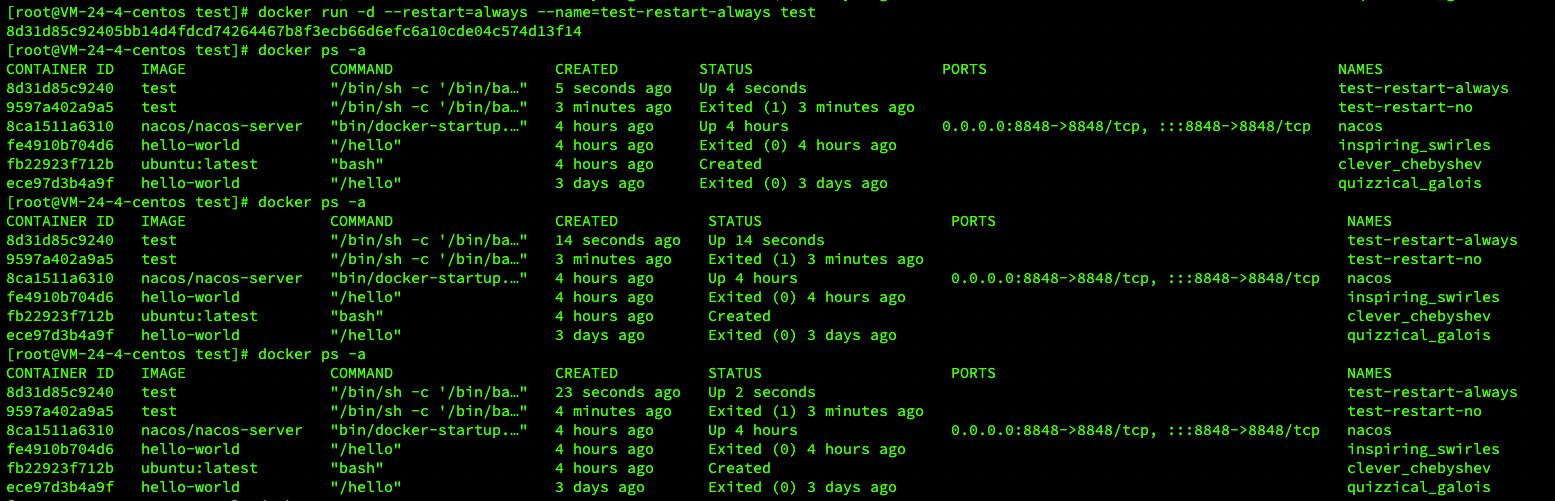 [root@VM-24-4-centos test]# docker run -d --restart=always --name=test-restart-always test
8d31d85c92405bb14d4fdcd74264467b8f3ecb66d6efc6a10cde04c574d13f14
[root@VM-24-4-centos test]# docker ps -a
CONTAINER ID   IMAGE                COMMAND                  CREATED         STATUS                     PORTS                                       NAMES
8d31d85c9240   test                 "/bin/sh -c '/bin/ba…"   5 seconds ago   Up 4 seconds                                                           test-restart-always
9597a402a9a5   test                 "/bin/sh -c '/bin/ba…"   3 minutes ago   Exited (1) 3 minutes ago                                               test-restart-no
8ca1511a6310   nacos/nacos-server   "bin/docker-startup.…"   4 hours ago     Up 4 hours                 0.0.0.0:8848->8848/tcp, :::8848->8848/tcp   nacos
fe4910b704d6   hello-world          "/hello"                 4 hours ago     Exited (0) 4 hours ago                                                 inspiring_swirles
fb22923f712b   ubuntu:latest        "bash"                   4 hours ago     Created                                                                clever_chebyshev
ece97d3b4a9f   hello-world          "/hello"                 3 days ago      Exited (0) 3 days ago                                                  quizzical_galois
[root@VM-24-4-centos test]# docker ps -a
CONTAINER ID   IMAGE                COMMAND                  CREATED          STATUS                     PORTS                                       NAMES
8d31d85c9240   test                 "/bin/sh -c '/bin/ba…"   14 seconds ago   Up 14 seconds                                                          test-restart-always
9597a402a9a5   test                 "/bin/sh -c '/bin/ba…"   3 minutes ago    Exited (1) 3 minutes ago                                               test-restart-no
8ca1511a6310   nacos/nacos-server   "bin/docker-startup.…"   4 hours ago      Up 4 hours                 0.0.0.0:8848->8848/tcp, :::8848->8848/tcp   nacos
fe4910b704d6   hello-world          "/hello"                 4 hours ago      Exited (0) 4 hours ago                                                 inspiring_swirles
fb22923f712b   ubuntu:latest        "bash"                   4 hours ago      Created                                                                clever_chebyshev
ece97d3b4a9f   hello-world          "/hello"                 3 days ago       Exited (0) 3 days ago                                                  quizzical_galois
[root@VM-24-4-centos test]# docker ps -a
CONTAINER ID   IMAGE                COMMAND                  CREATED          STATUS                     PORTS                                       NAMES
8d31d85c9240   test                 "/bin/sh -c '/bin/ba…"   23 seconds ago   Up 2 seconds                                                           test-restart-always
9597a402a9a5   test                 "/bin/sh -c '/bin/ba…"   4 minutes ago    Exited (1) 3 minutes ago                                               test-restart-no
8ca1511a6310   nacos/nacos-server   "bin/docker-startup.…"   4 hours ago      Up 4 hours                 0.0.0.0:8848->8848/tcp, :::8848->8848/tcp   nacos
fe4910b704d6   hello-world          "/hello"                 4 hours ago      Exited (0) 4 hours ago                                                 inspiring_swirles
fb22923f712b   ubuntu:latest        "bash"                   4 hours ago      Created                                                                clever_chebyshev
ece97d3b4a9f   hello-world          "/hello"                 3 days ago       Exited (0) 3 days ago                                                  quizzical_galois